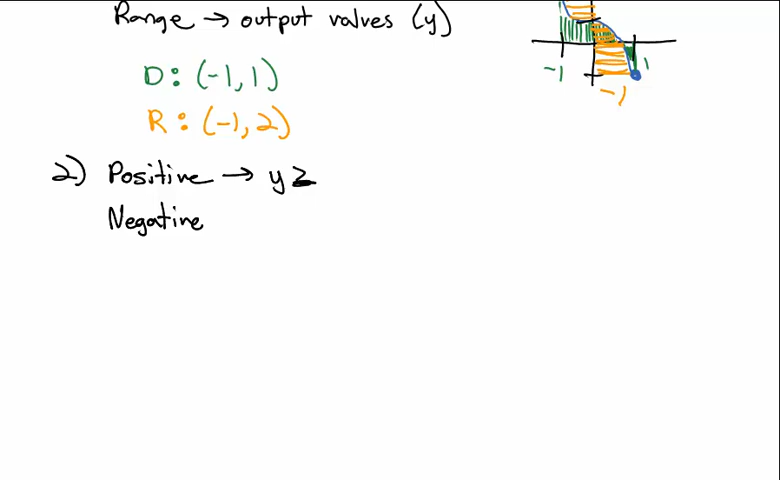 Range → output values (y)
D: (-1, 1)
R: (-1, 2)
2) Positive → y ≥
Negative
-1 1
-1